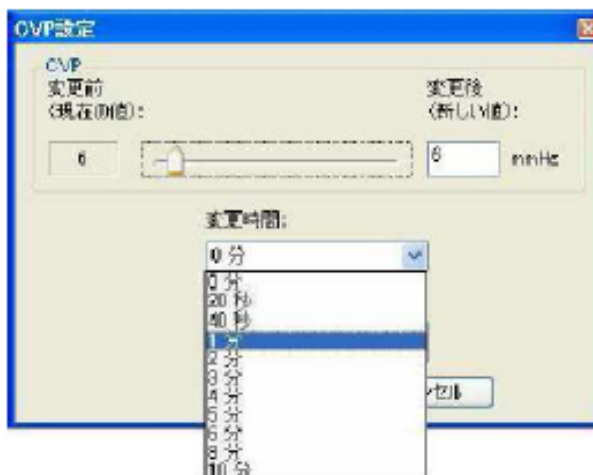 CVP設定
CVP
変更前
(現在の値):
変更後
(新しい値):
6
6
mmHg
変更時間:
0 分
0 分
20 秒
40 秒
1 分
2 分
3 分
4 分
5 分
6 分
8 分
10 分
ンセル